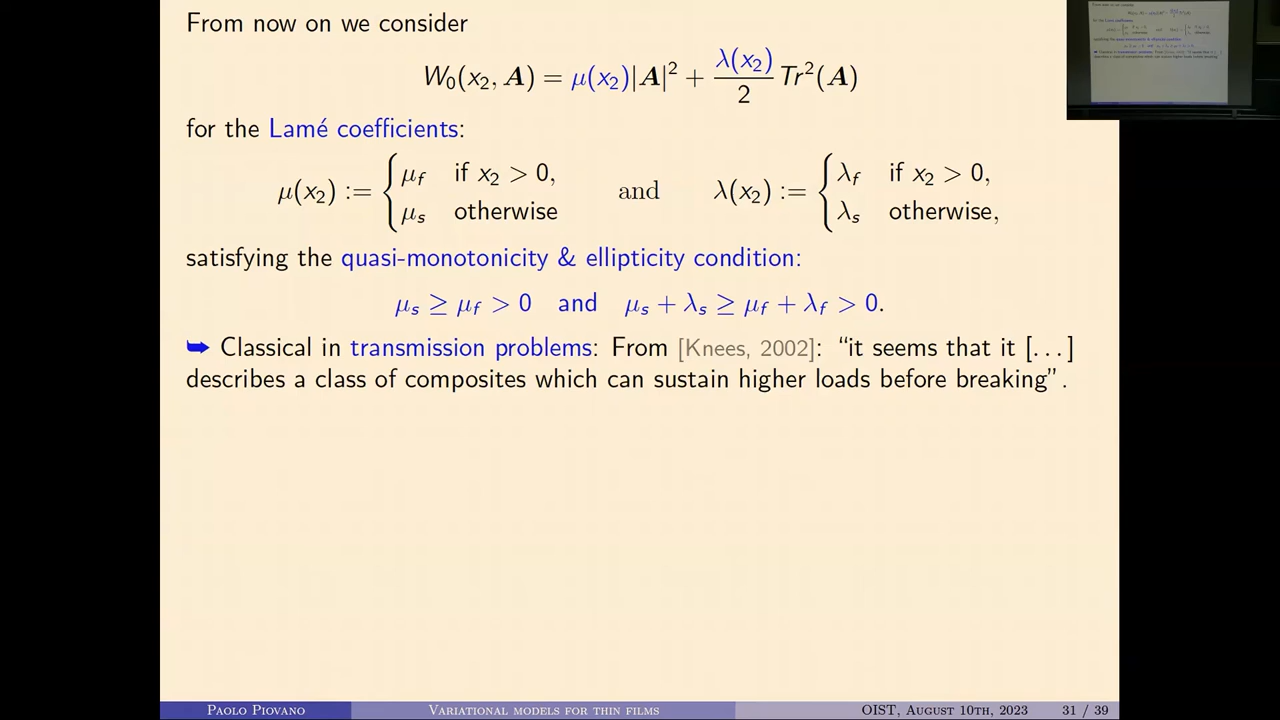 From now on we consider
W₀(x₂, A) = μ(x₂)|A|² + λ(x₂)/2 Tr²(A)
for the Lamé coefficients:
μ(x₂) := { μ_f if x₂ > 0, μ_s otherwise and λ(x₂) := { λ_f if x₂ > 0, λ_s otherwise,
satisfying the quasi-monotonicity & ellipticity condition:
μ_s ≥ μ_f > 0 and μ_s + λ_s ≥ μ_f + λ_f > 0.
➥ Classical in transmission problems: From [Knees, 2002]: “it seems that it [...]
describes a class of composites which can sustain higher loads before breaking”.
Paolo Piovano Variational models for thin films OIST, August 10th, 2023 31 / 39